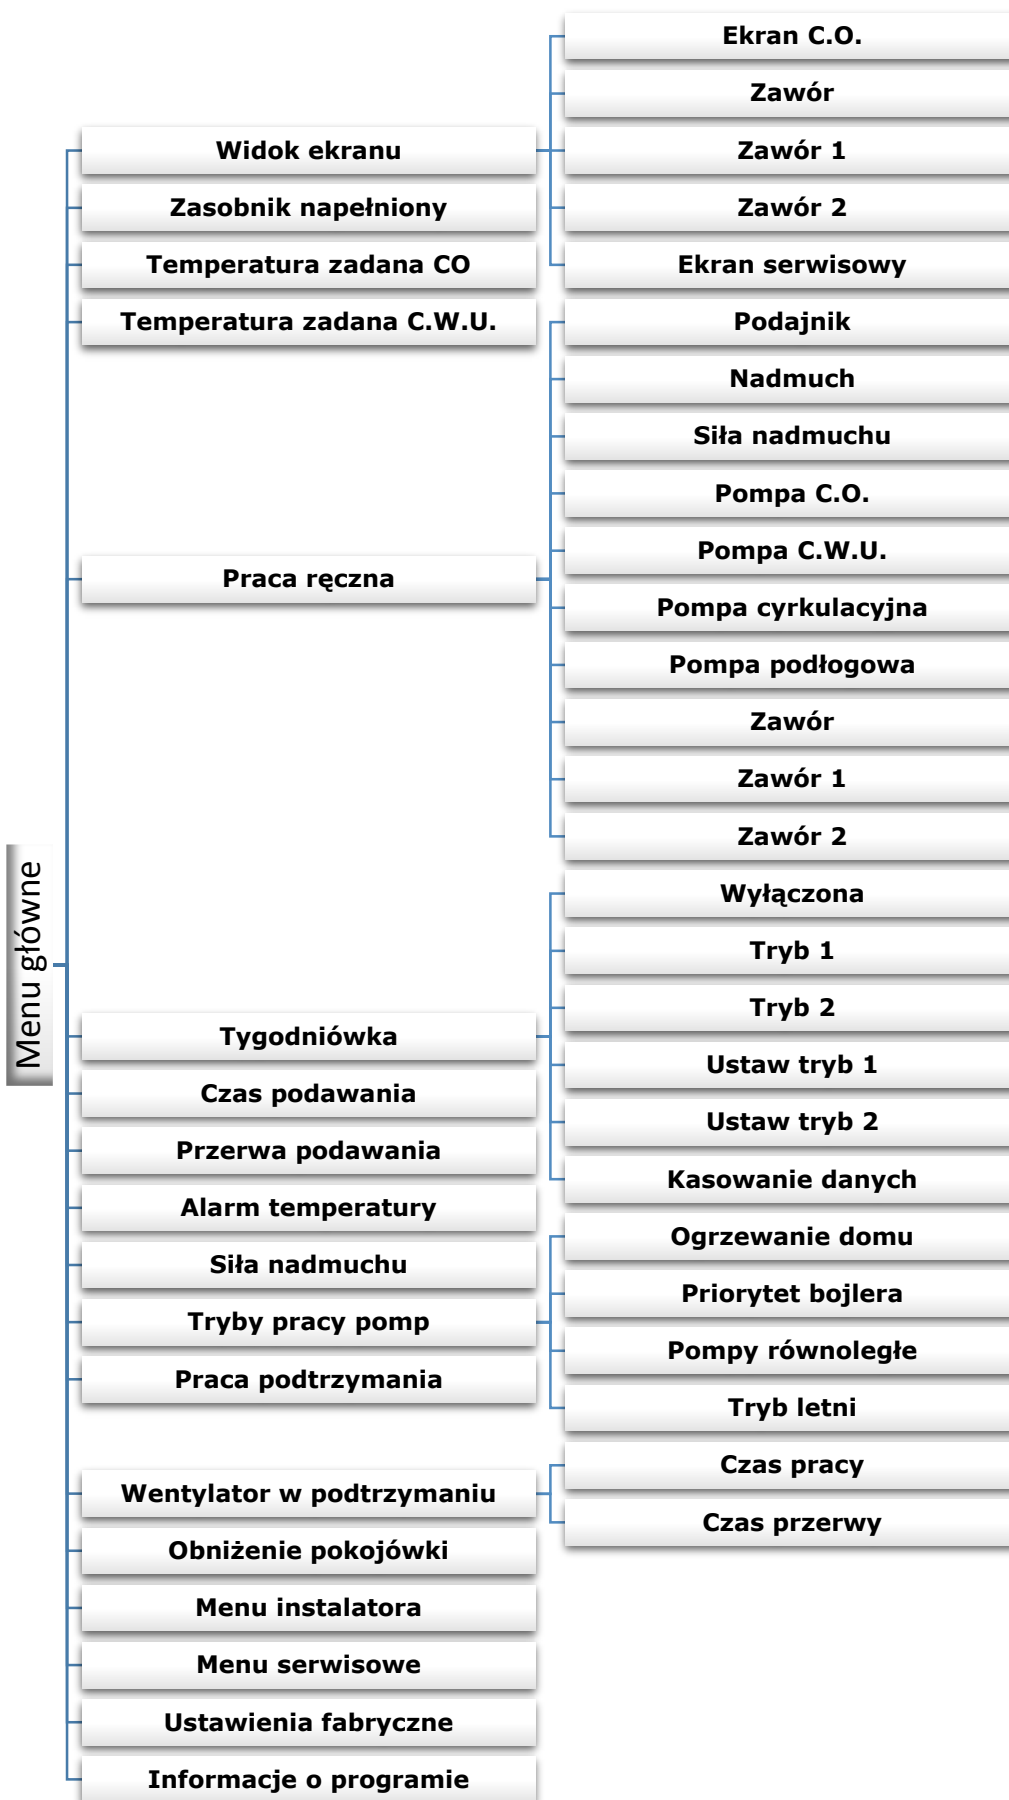 Menu główne
Widok ekranu
Ekran C.O.
Zawór
Zawór 1
Zawór 2
Ekran serwisowy
Zasobnik napełniony
Temperatura zadana CO
Temperatura zadana C.W.U.
Praca ręczna
Podajnik
Nadmuch
Siła nadmuchu
Pompa C.O.
Pompa C.W.U.
Pompa cyrkulacyjna
Pompa podłogowa
Zawór
Zawór 1
Zawór 2
Tygodniówka
Wyłączona
Tryb 1
Tryb 2
Ustaw tryb 1
Ustaw tryb 2
Kasowanie danych
Czas podawania
Przerwa podawania
Alarm temperatury
Siła nadmuchu
Tryby pracy pomp
Ogrzewanie domu
Priorytet bojlera
Pompy równoległe
Tryb letni
Praca podtrzymania
Wentylator w podtrzymaniu
Czas pracy
Czas przerwy
Obniżenie pokojówki
Menu instalatora
Menu serwisowe
Ustawienia fabryczne
Informacje o programie